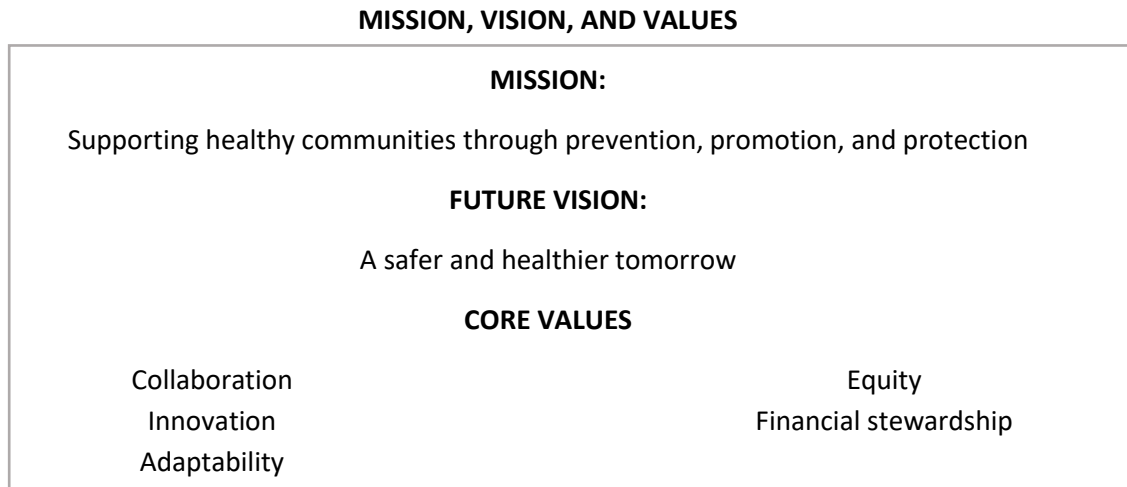 MISSION, VISION, AND VALUES
MISSION:
Supporting healthy communities through prevention, promotion, and protection
FUTURE VISION:
A safer and healthier tomorrow
CORE VALUES
Collaboration
Innovation
Adaptability
Equity
Financial stewardship